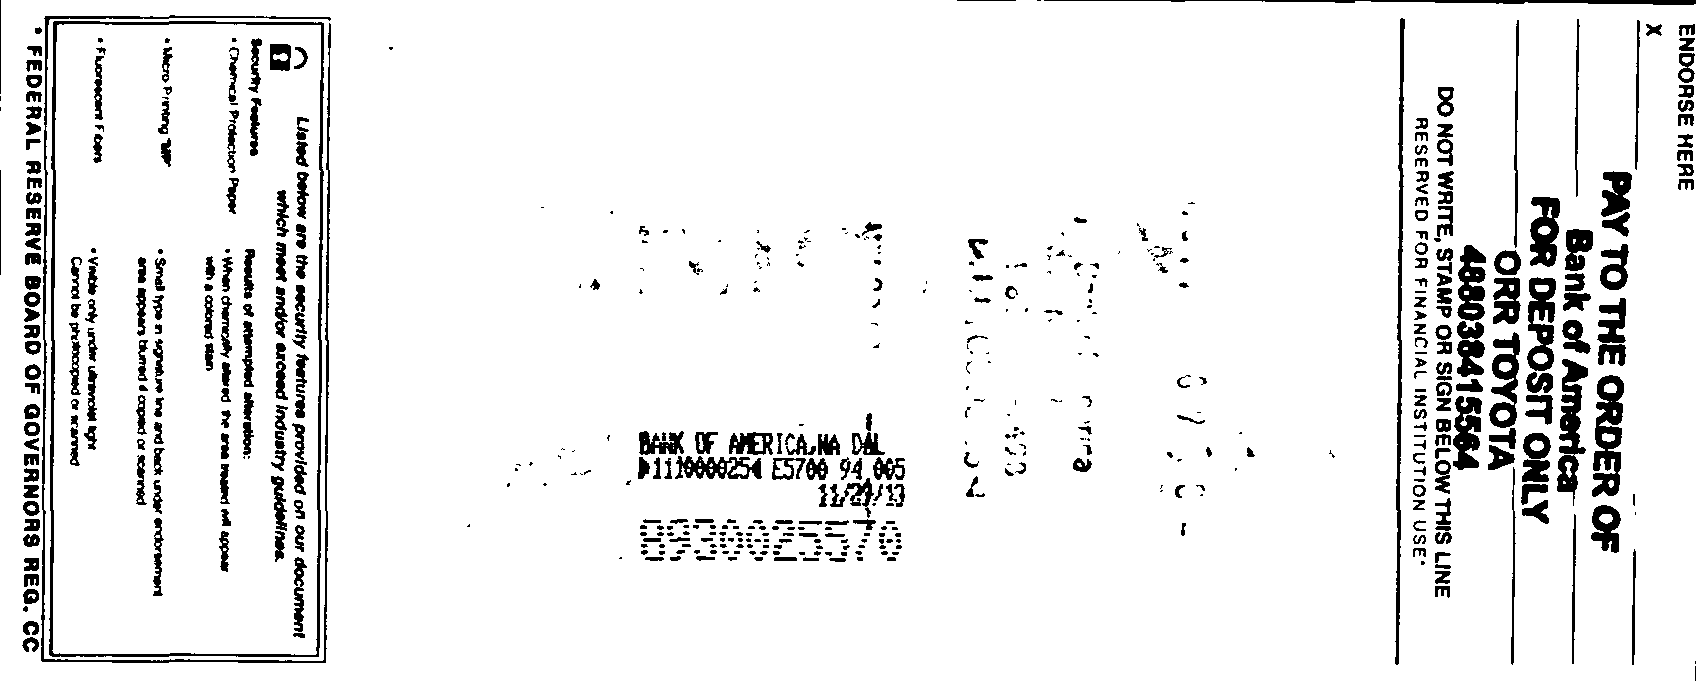 ENDORSE HERE
X
PAY TO THE ORDER OF
Bank of America
FOR DEPOSIT ONLY
ORR TOYOTA
488038415564
DO NOT WRITE, STAMP OR SIGN BELOW THIS LINE
RESERVED FOR FINANCIAL INSTITUTION USE*
BANK OF AMERICA,NA DAL
1110000254 E5700 94 005
11/29/13
8930025570
Listed below are the security features provided on our document
which meet and/or exceed industry guidelines.
Security Features Results of attempted alteration:
• Chemical Protection Paper • When chemically altered the area treated will appear
with a colored stain
• Micro Printing "MP" • Small type in signature line and back under endorsement
area appears blurred if copied or scanned
• Fluorescent Fibers • Visible only under ultraviolet light
Cannot be photocopied or scanned
* FEDERAL RESERVE BOARD OF GOVERNORS REG. CC